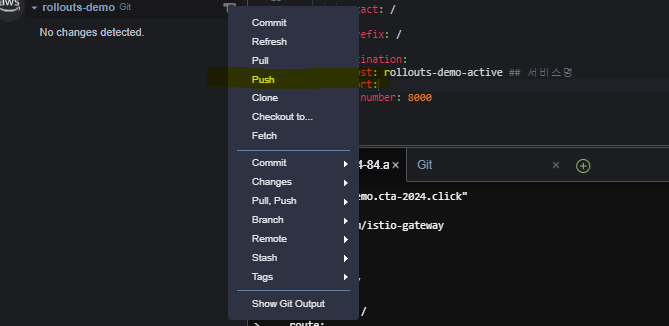 aws
rollouts-demo Git
No changes detected.
Commit
Refresh
Pull
Push
Clone
Checkout to...
Fetch
Commit
Changes
Pull, Push
Branch
Remote
Stash
Tags
Show Git Output
xact: /
refix: /
ination:
ost: rollouts-demo-active ## 서비스명
ort:
number: 8000
4-84.a ×
Git ×
emo.cta-2024.click"
/istio-gateway
/
> route: